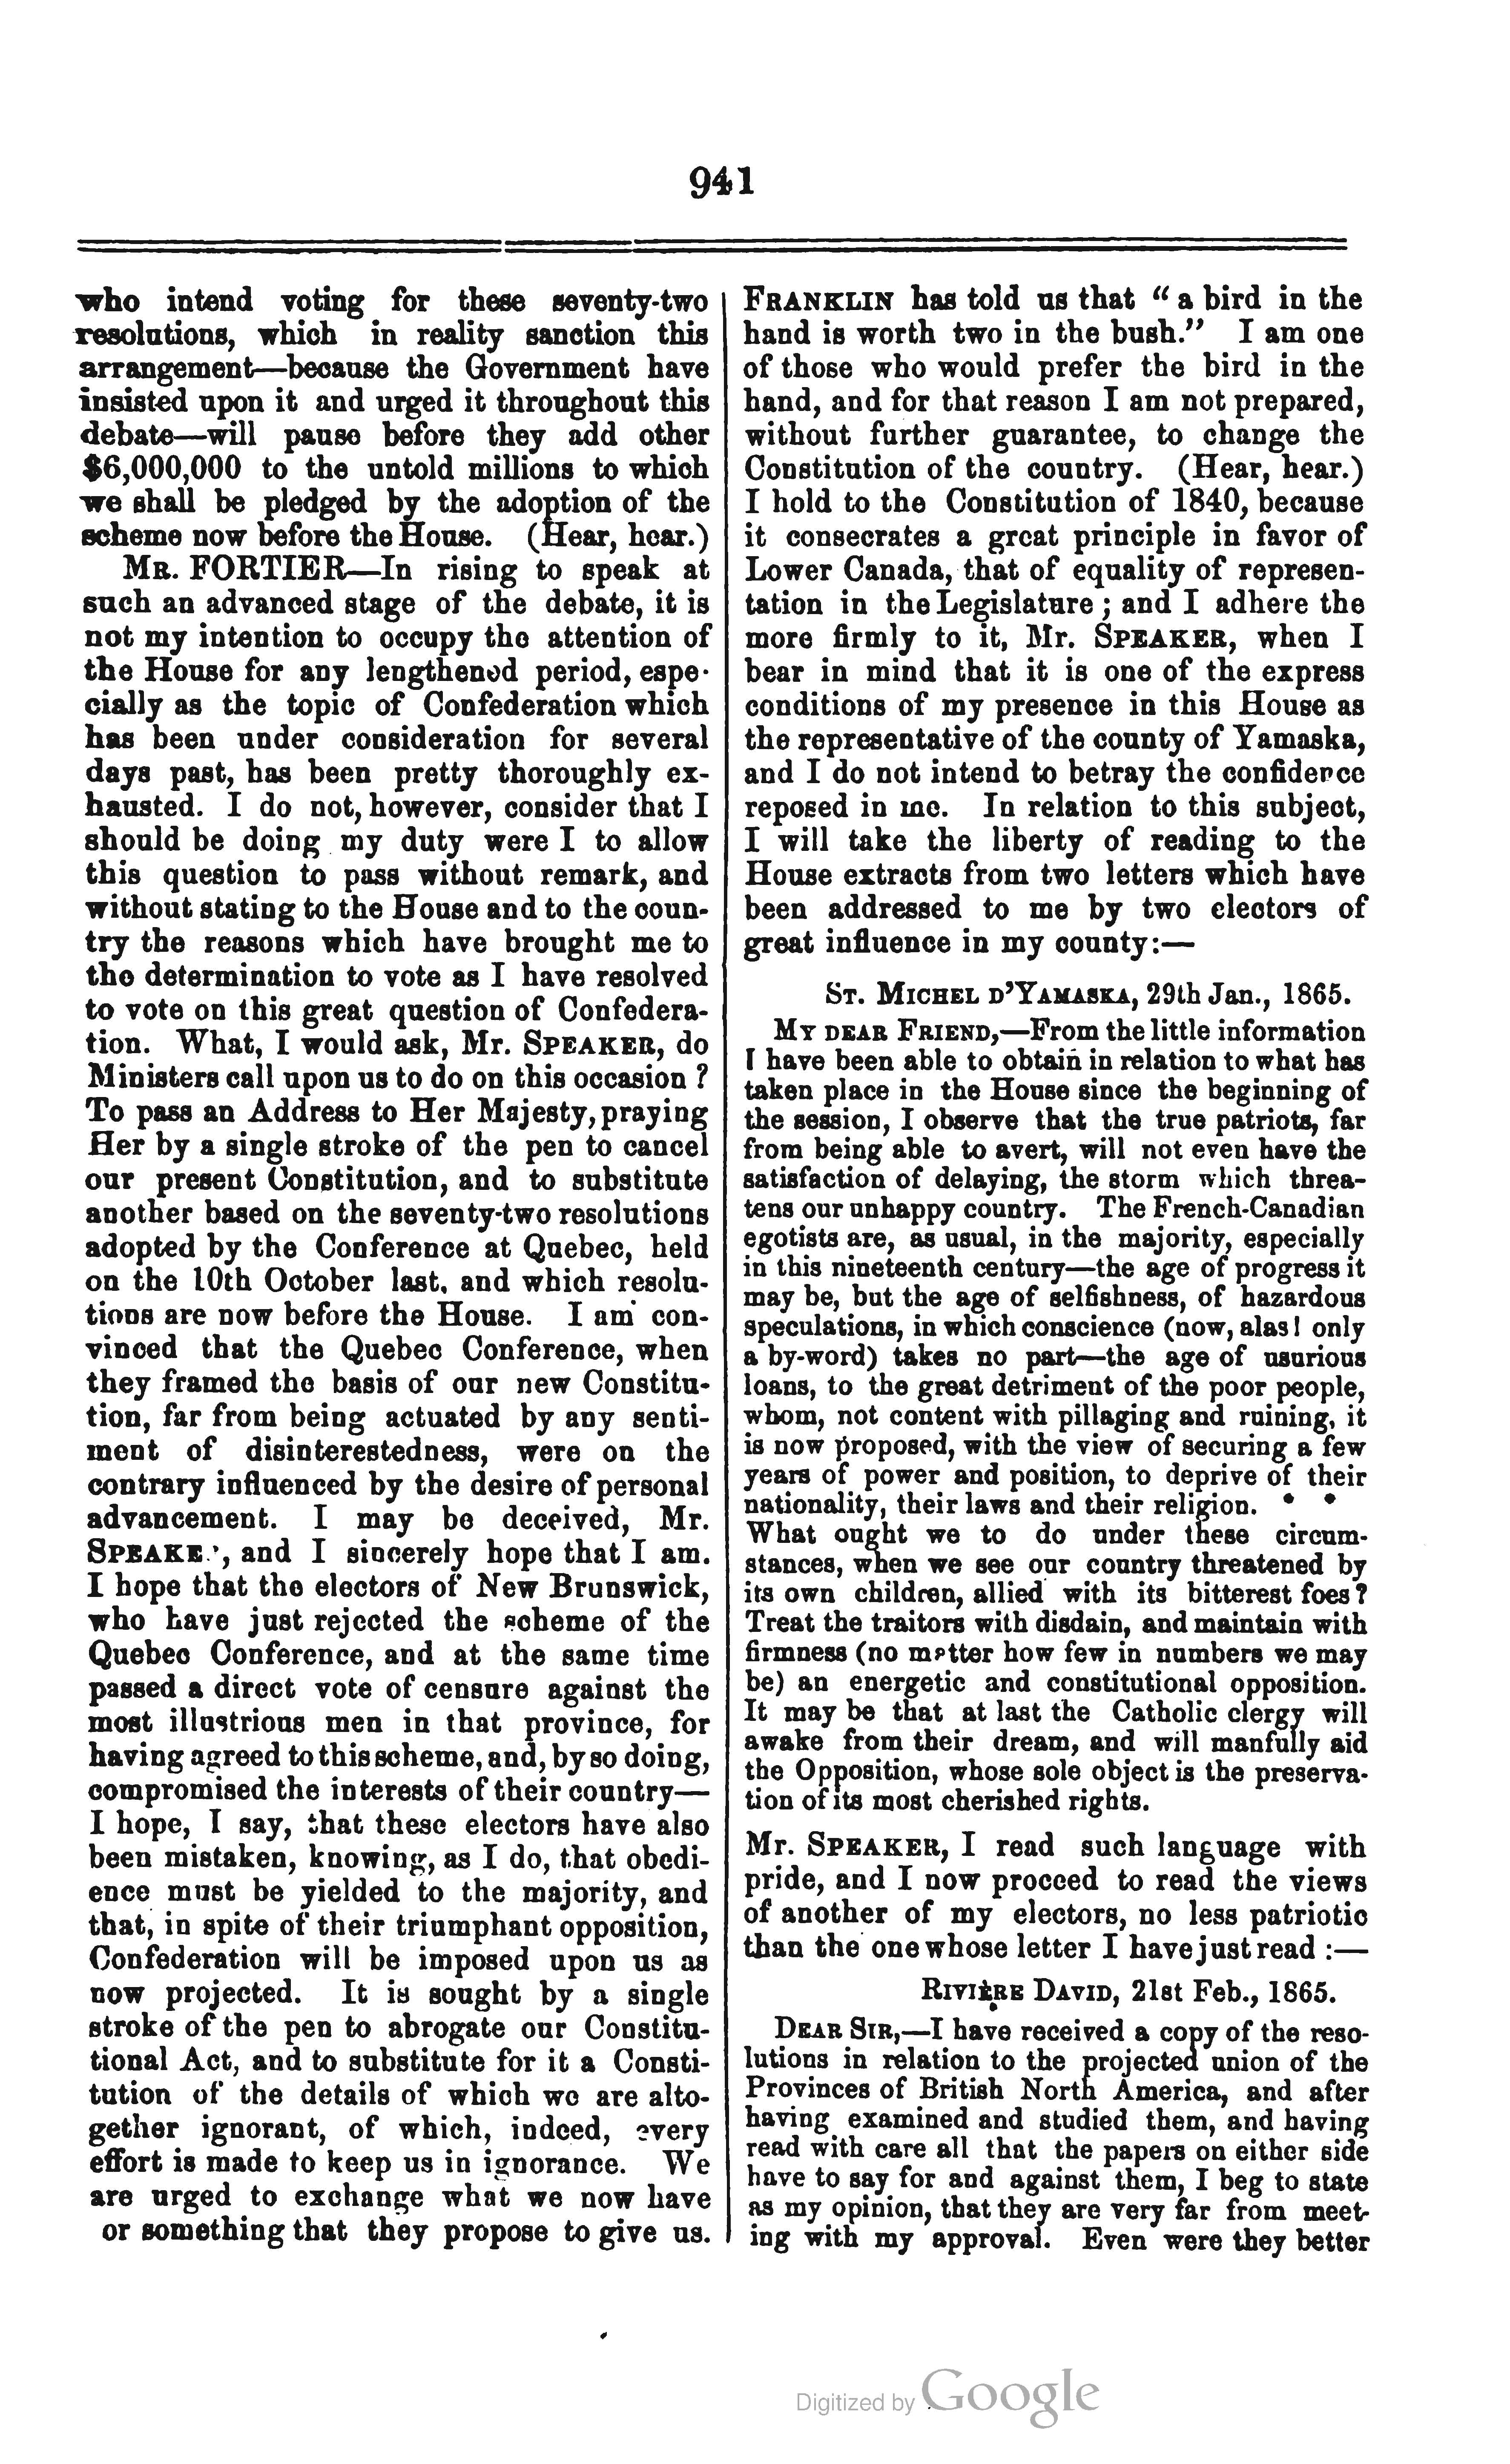 941
who intend voting for these seventy-two
resolutions, which in reality sanction this
arrangement—because the Government have
insisted upon it and urged it throughout this
debate—will pause before they add other
$6,000,000 to the untold millions to which
we shall be pledged by the adoption of the
scheme now before the House. (Hear, hear.)
MR. FORTIER—In rising to speak at
such an advanced stage of the debate, it is
not my intention to occupy the attention of
the House for any lengthened period, espe-
cially as the topic of Confederation which
has been under consideration for several
days past, has been pretty thoroughly ex-
hausted. I do not, however, consider that I
should be doing my duty were I to allow
this question to pass without remark, and
without stating to the House and to the coun-
try the reasons which have brought me to
the determination to vote as I have resolved
to vote on this great question of Confedera-
tion. What, I would ask, Mr. SPEAKER, do
Ministers call upon us to do on this occasion ?
To pass an Address to Her Majesty, praying
Her by a single stroke of the pen to cancel
our present Constitution, and to substitute
another based on the seventy-two resolutions
adopted by the Conference at Quebec, held
on the 10th October last, and which resolu-
tions are now before the House. I am con-
vinced that the Quebec Conference, when
they framed the basis of our new Constitu-
tion, far from being actuated by any senti-
ment of disinterestedness, were on the
contrary influenced by the desire of personal
advancement. I may be deceived, Mr.
SPEAKER, and I sincerely hope that I am.
I hope that the electors of New Brunswick,
who have just rejected the scheme of the
Quebec Conference, and at the same time
passed a direct vote of censure against the
most illustrious men in that province, for
having agreed to this scheme, and, by so doing,
compromised the interests of their country—
I hope, I say, that these electors have also
been mistaken, knowing, as I do, that obedi-
ence must be yielded to the majority, and
that, in spite of their triumphant opposition,
Confederation will be imposed upon us as
now projected. It is sought by a single
stroke of the pen to abrogate our Constitu-
tional Act, and to substitute for it a Consti-
tution of the details of which we are alto-
gether ignorant, of which, indeed, every
effort is made to keep us in ignorance. We
are urged to exchange what we now have
or something that they propose to give us.
FRANKLIN has told us that “ a bird in the
hand is worth two in the bush.” I am one
of those who would prefer the bird in the
hand, and for that reason I am not prepared,
without further guarantee, to change the
Constitution of the country. (Hear, hear.)
I hold to the Constitution of 1840, because
it consecrates a great principle in favor of
Lower Canada, that of equality of represen-
tation in the Legislature ; and I adhere the
more firmly to it, Mr. SPEAKER, when I
bear in mind that it is one of the express
conditions of my presence in this House as
the representative of the county of Yamaska,
and I do not intend to betray the confidence
reposed in me. In relation to this subject,
I will take the liberty of reading to the
House extracts from two letters which have
been addressed to me by two electors of
great influence in my county:—
ST. MICHEL D’YAMASKA, 29th Jan., 1865.
MY DEAR FRIEND,—From the little information
I have been able to obtain in relation to what has
taken place in the House since the beginning of
the session, I observe that the true patriots, far
from being able to avert, will not even have the
satisfaction of delaying, the storm which threa-
tens our unhappy country. The French-Canadian
egotists are, as usual, in the majority, especially
in this nineteenth century—the age of progress it
may be, but the age of selfishness, of hazardous
speculations, in which conscience (now, alas! only
a by-word) takes no part—the age of usurious
loans, to the great detriment of the poor people,
whom, not content with pillaging and ruining, it
is now proposed, with the view of securing a few
years of power and position, to deprive of their
nationality, their laws and their religion. * *
What ought we to do under these circum-
stances, when we see our country threatened by
its own children, allied with its bitterest foes?
Treat the traitors with disdain, and maintain with
firmness (no matter how few in numbers we may
be) an energetic and constitutional opposition.
It may be that at last the Catholic clergy will
awake from their dream, and will manfully aid
the Opposition, whose sole object is the preserva-
tion of its most cherished rights.
Mr. SPEAKER, I read such language with
pride, and I now proceed to read the views
of another of my electors, no less patriotic
than the one whose letter I have just read :—
RIVIÈRE DAVID, 21st Feb., 1865.
DEAR SIR,—I have received a copy of the reso-
lutions in relation to the projected union of the
Provinces of British North America, and after
having examined and studied them, and having
read with care all that the papers on either side
have to say for and against them, I beg to state
as my opinion, that they are very far from meet-
ing with my approval. Even were they better
Digitized by Google